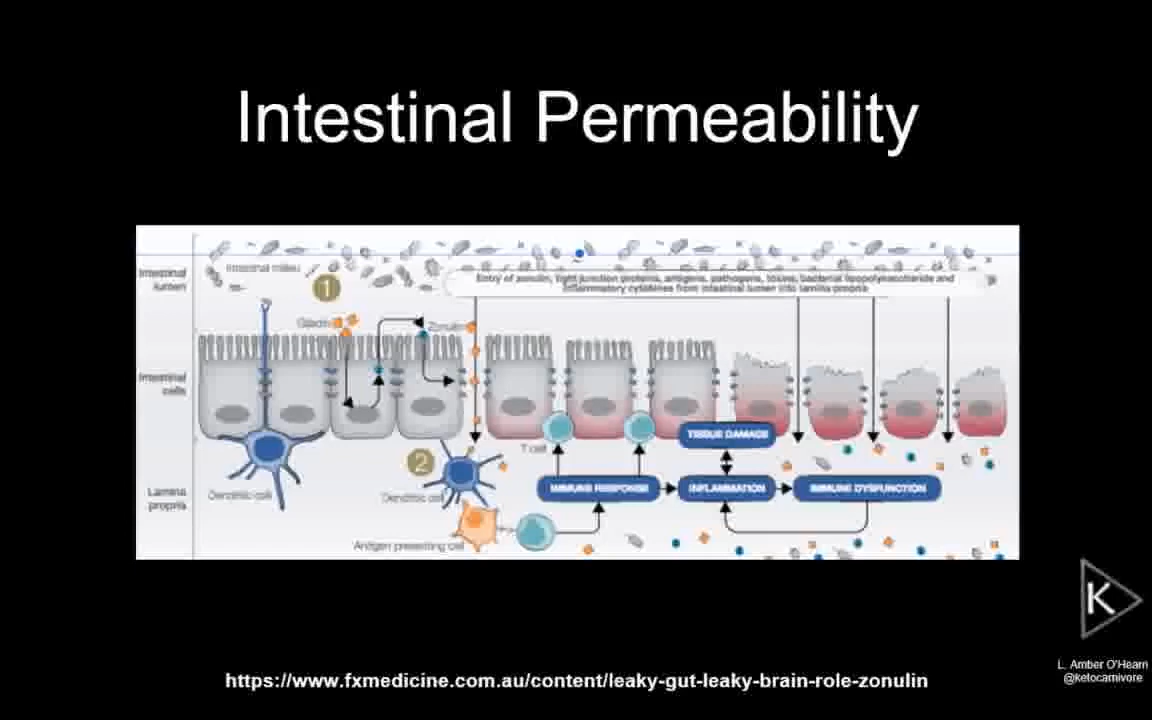 Intestinal Permeability
Intestinal
lumen
Intestinal milieu
Entry of zonulin, tight junction proteins, antigens, pathogens, toxins, bacterial lipopolysaccharide and
inflammatory cytokines from intestinal lumen into lamina propria
1
Gliadin
Zonulin
Intestinal
cells
T cell
TISSUE DAMAGE
2
Lamina
propria
Dendritic cell
Dendritic cell
IMMUNE RESPONSE
INFLAMMATION
IMMUNE DYSFUNCTION
Antigen presenting cell
K
L. Amber O'Hearn
@ketocarnivore
https://www.fxmedicine.com.au/content/leaky-gut-leaky-brain-role-zonulin